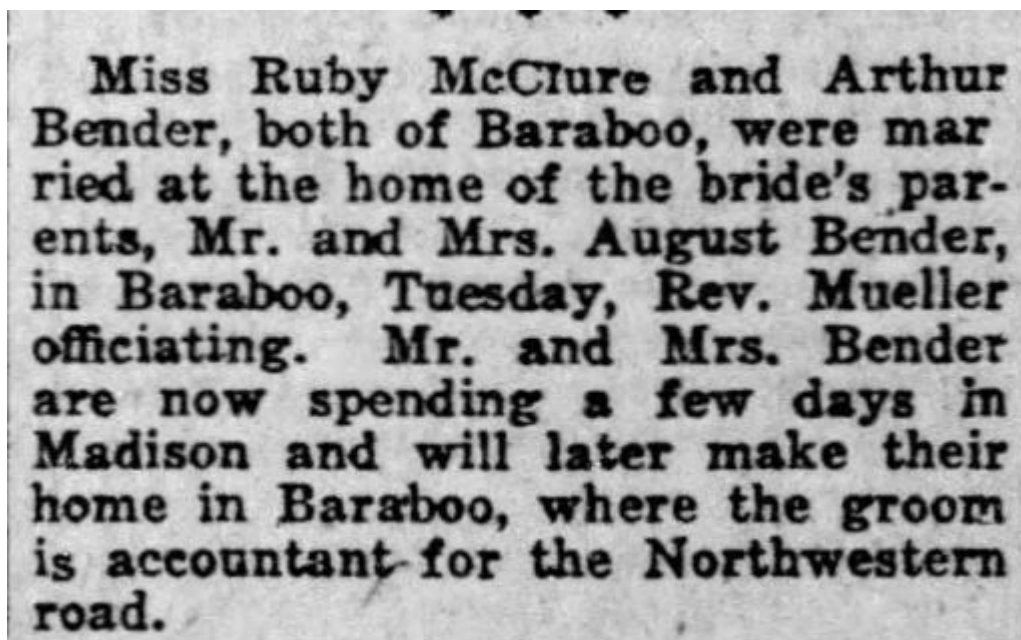 Miss Ruby McClure and Arthur
Bender, both of Baraboo, were mar
ried at the home of the bride's par-
ents, Mr. and Mrs. August Bender,
in Baraboo, Tuesday, Rev. Mueller
officiating. Mr. and Mrs. Bender
are now spending a few days in
Madison and will later make their
home in Baraboo, where the groom
is accountant for the Northwestern
road.